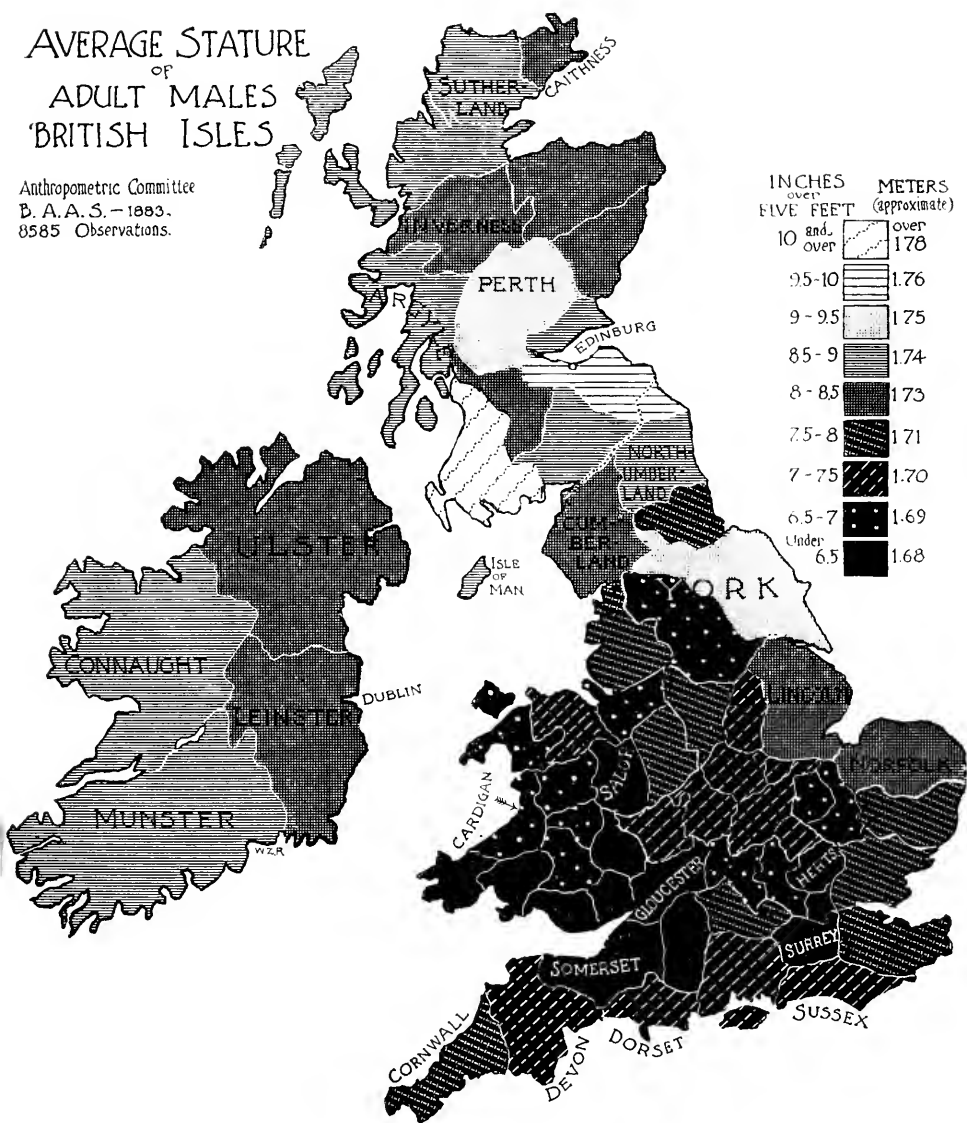 AVERAGE STATURE
OF
ADULT MALES
BRITISH ISLES
Anthropometric Committee
B. A. A. S. – 1883.
8585 Observations.
CAITHNESS
SUTHER-
LAND
INVERNESS
PERTH
ARGYLE
EDINBURG
NORTH-
UMBER-
LAND
CUM-
BER-
LAND
ISLE
OF
MAN
YORK
ULSTER
CONNAUGHT
LEINSTER
DUBLIN
MUNSTER
W.Z.R
LINCOLN
NORFOLK
SALOP
CARDIGAN
GLOUCESTER
HERTS
SURREY
SOMERSET
SUSSEX
DORSET
DEVON
CORNWALL
INCHES
over
FIVE FEET
METERS
(approximate)
10 and over over 178
9.5-10 1.76
9 - 9.5 1.75
8.5 - 9 1.74
8 - 8.5 1.73
7.5 - 8 1.71
7 - 7.5 1.70
6.5 - 7 1.69
Under 6.5 1.68